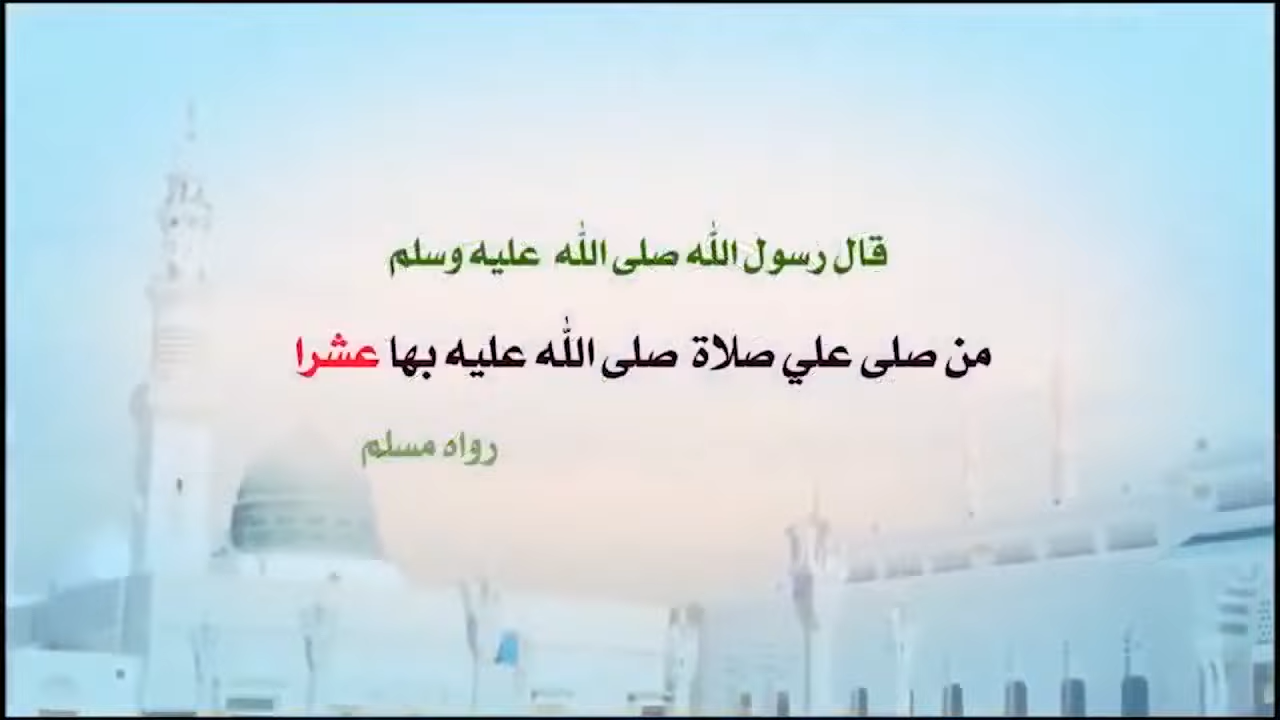 قال رسول الله صلى الله عليه وسلم
من صلى علي صلاة صلى الله عليه بها عشرا
رواه مسلم